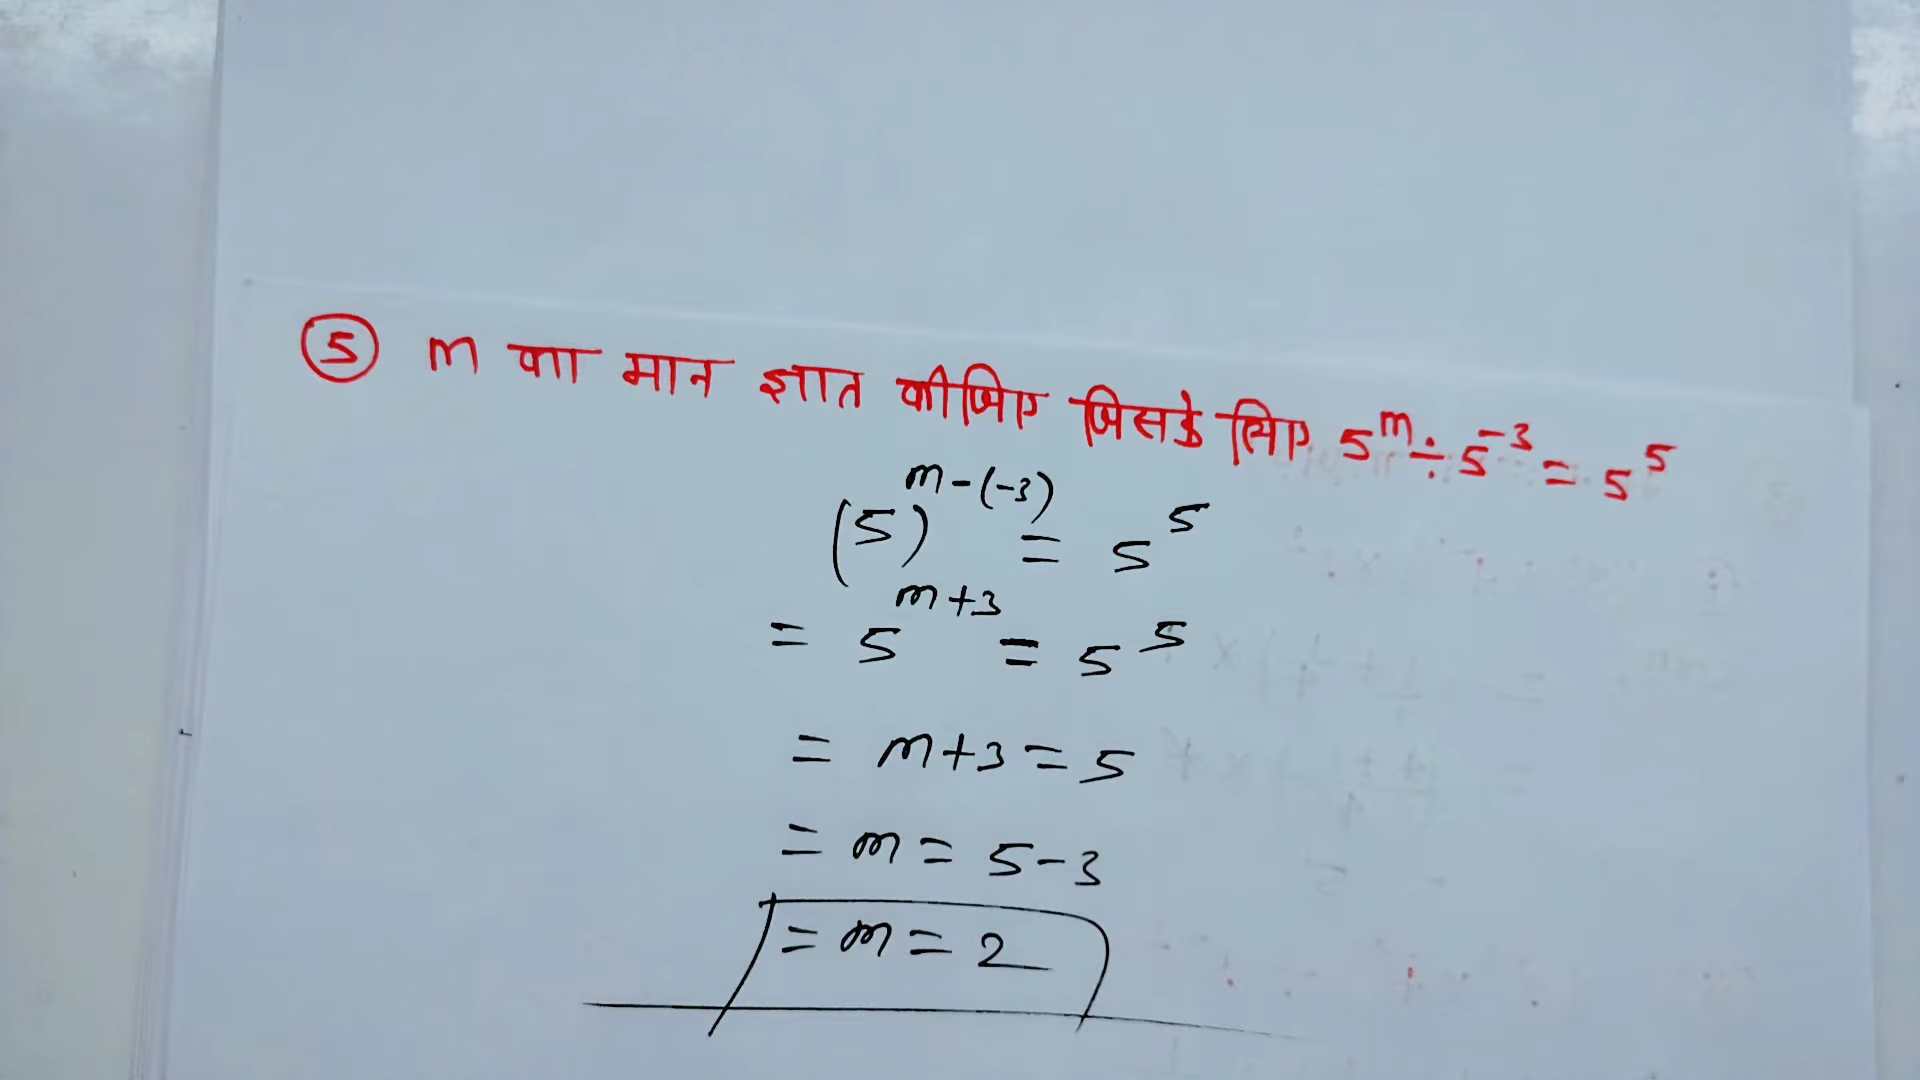 5 m का मान ज्ञात कीजिए जिसके लिए 5^m ÷ 5^-3 = 5^5
(5)^m-(-3) = 5^5
= 5^m+3 = 5^5
= m+3 = 5
= m = 5-3
= m = 2